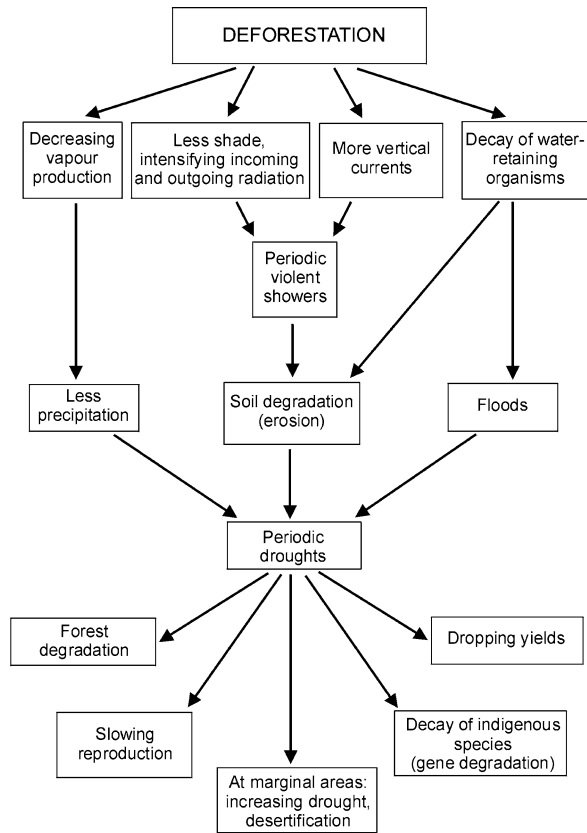 DEFORESTATION
Decreasing
vapour
production
Less shade,
intensifying incoming
and outgoing radiation
More vertical
currents
Decay of water-
retaining
organisms
Periodic
violent
showers
Less
precipitation
Soil degradation
(erosion)
Floods
Periodic
droughts
Forest
degradation
Dropping yields
Slowing
reproduction
Decay of indigenous
species
(gene degradation)
At marginal areas:
increasing drought,
desertification